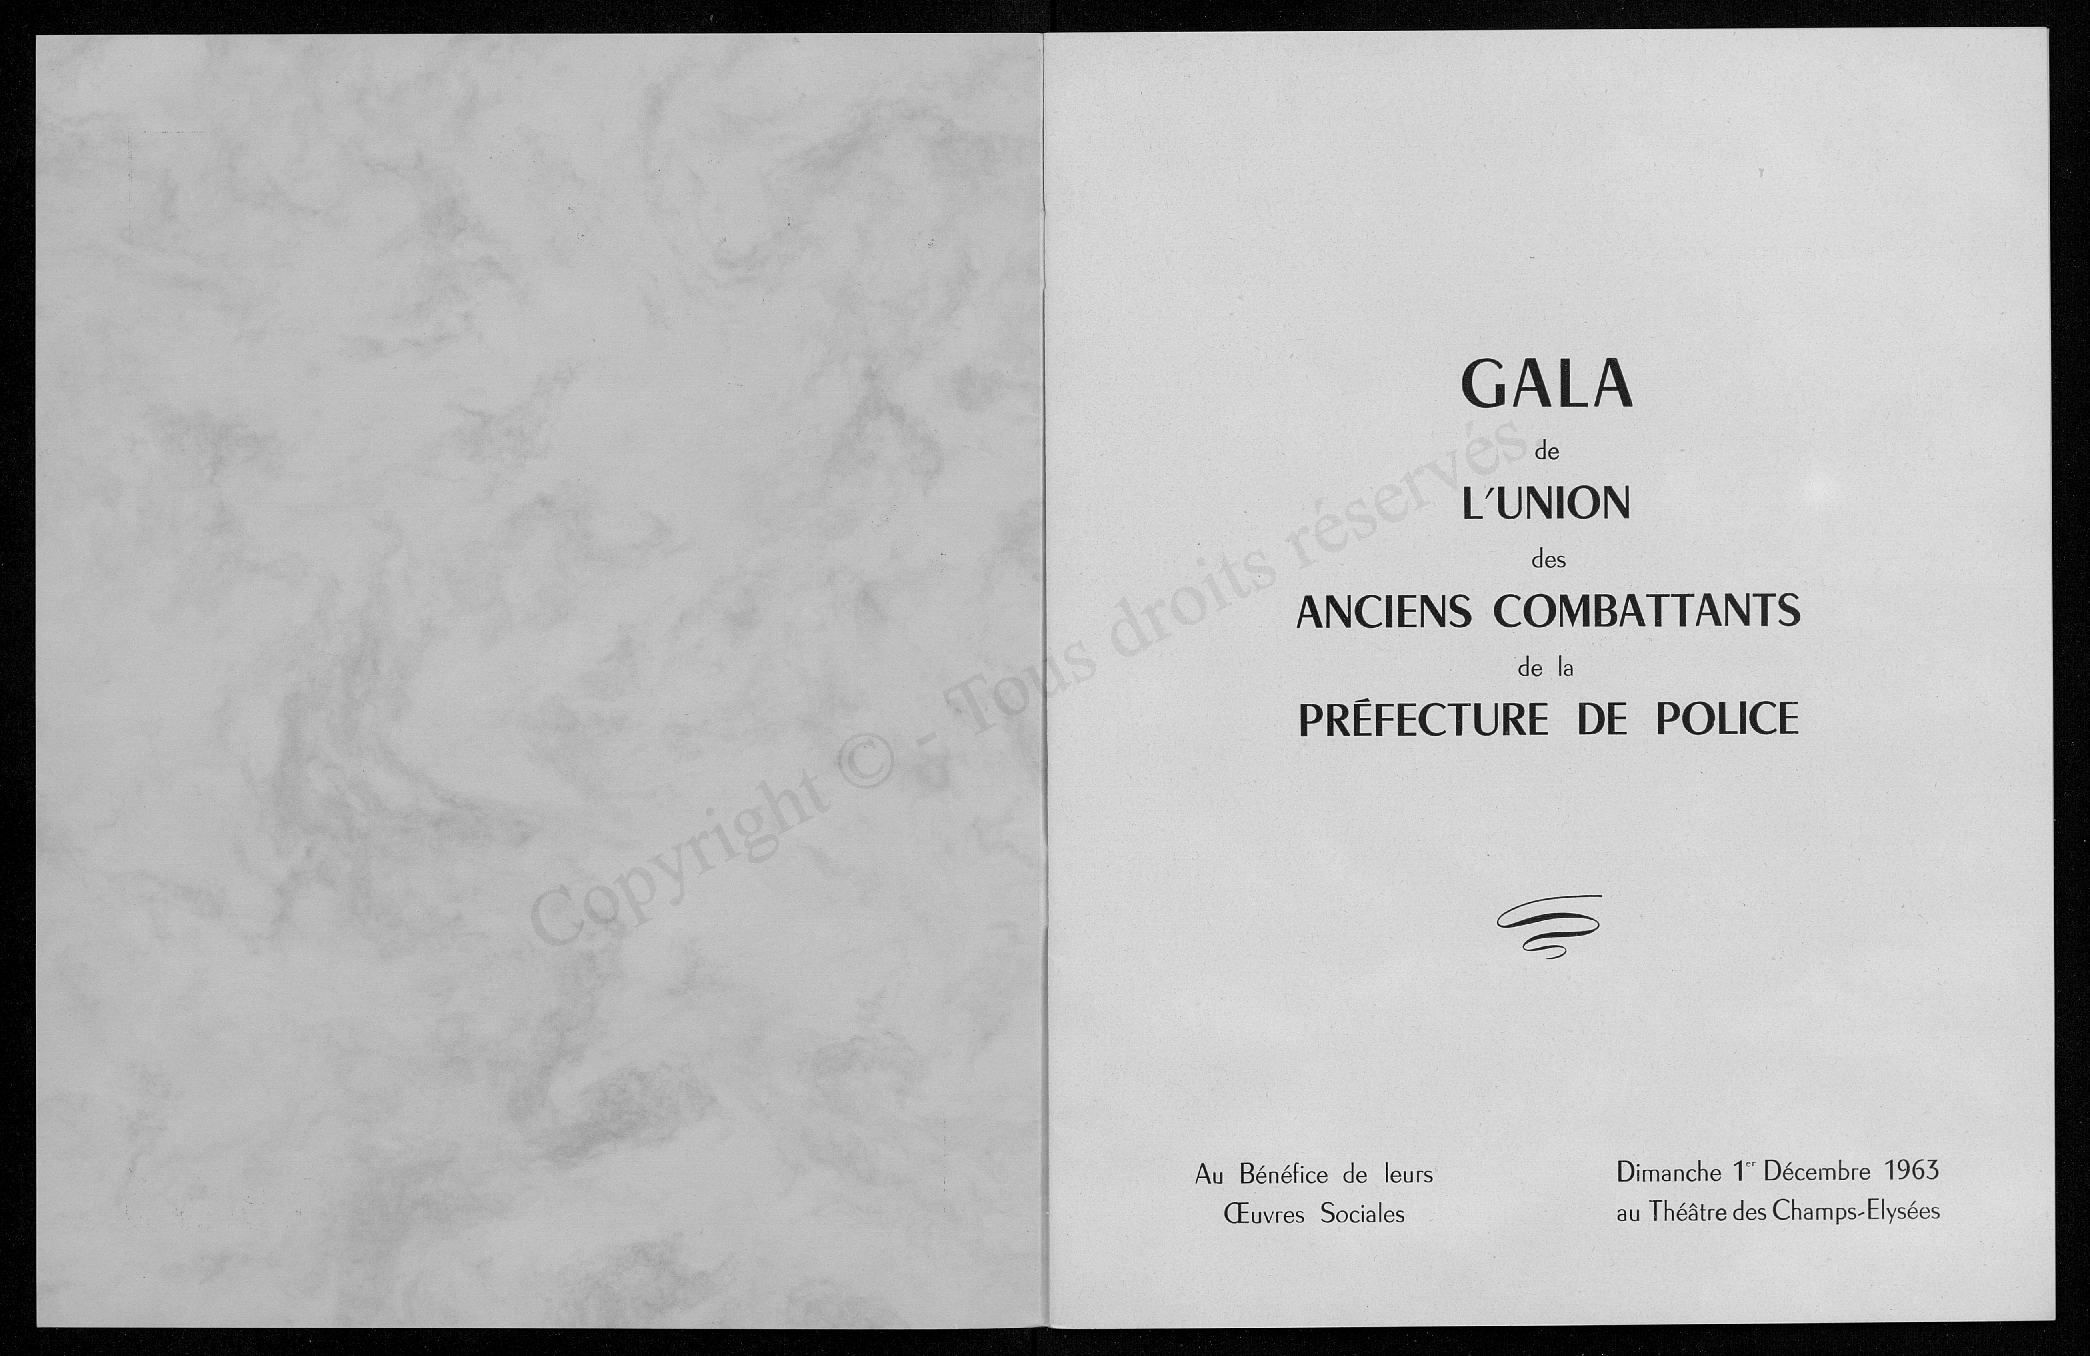 GALA
de
L'UNION
des
ANCIENS COMBATTANTS
de la
PRÉFECTURE DE POLICE
Au Bénéfice de leurs
Œuvres Sociales
Dimanche 1er Décembre 1963
au Théâtre des Champs-Elysées
Copyright © - Tous droits réservés.